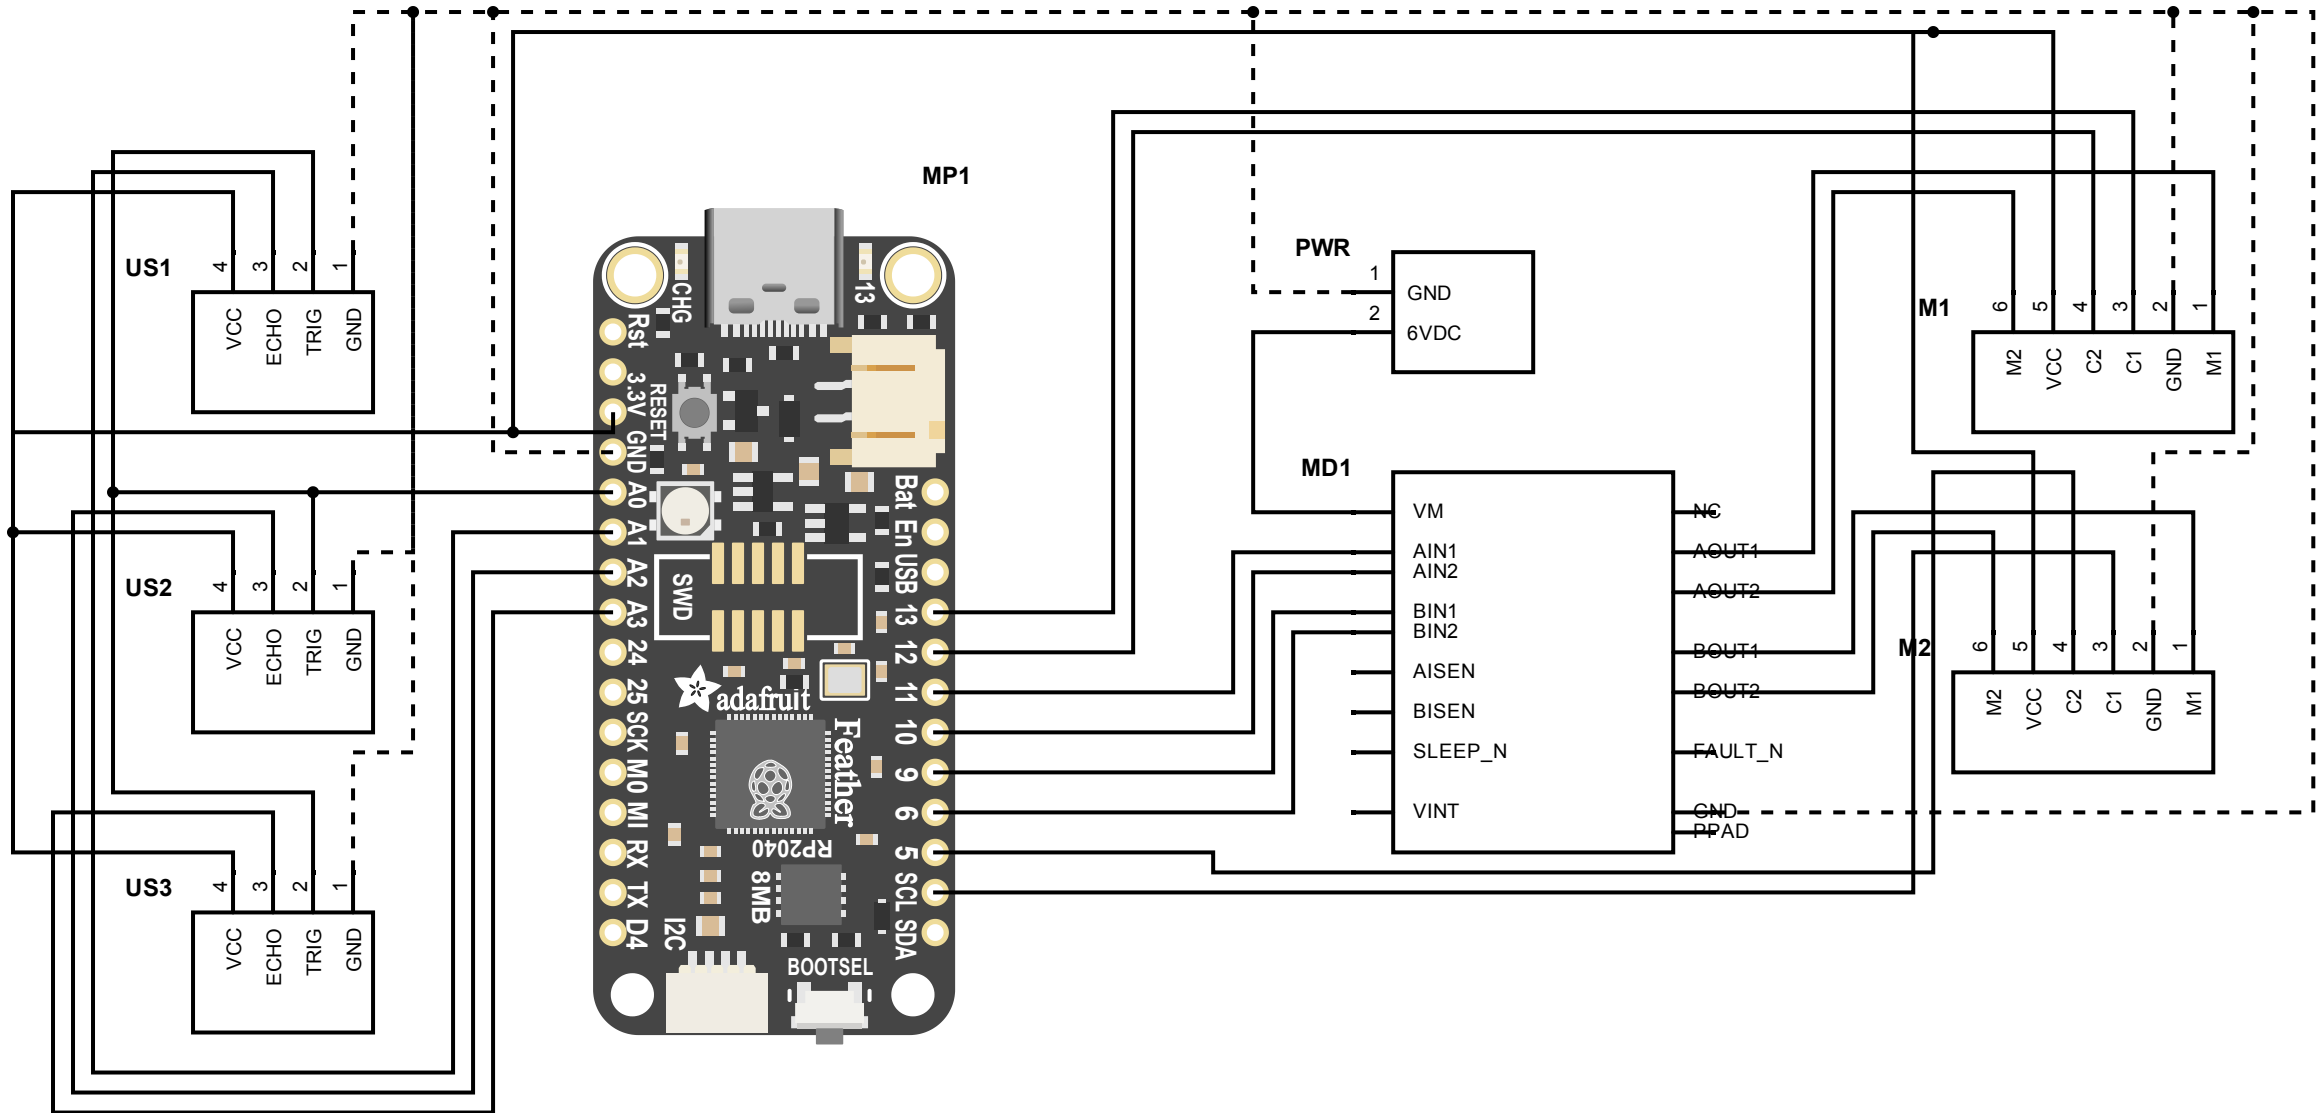 MP1
US1
4
3
2
1
VCC
ECHO
TRIG
GND
US2
4
3
2
1
VCC
ECHO
TRIG
GND
US3
4
3
2
1
VCC
ECHO
TRIG
GND
CHG
13
Rst
3.3V
GND
A0
A1
A2
A3
24
25
SCK
MO
MI
RX
TX
D4
RESET
SWD
adafruit
Feather
RP2040
8MB
I2C
BOOTSEL
Bat
En
USB
13
12
11
10
9
6
5
SCL
SDA
PWR
1
2
GND
6VDC
MD1
VM
AIN1
AIN2
BIN1
BIN2
AISEN
BISEN
SLEEP_N
VINT
NC
AOUT1
AOUT2
BOUT1
BOUT2
FAULT_N
GND
PPAD
M1
6
5
4
3
2
1
M2
VCC
C2
C1
GND
M1
M2
6
5
4
3
2
1
M2
VCC
C2
C1
GND
M1